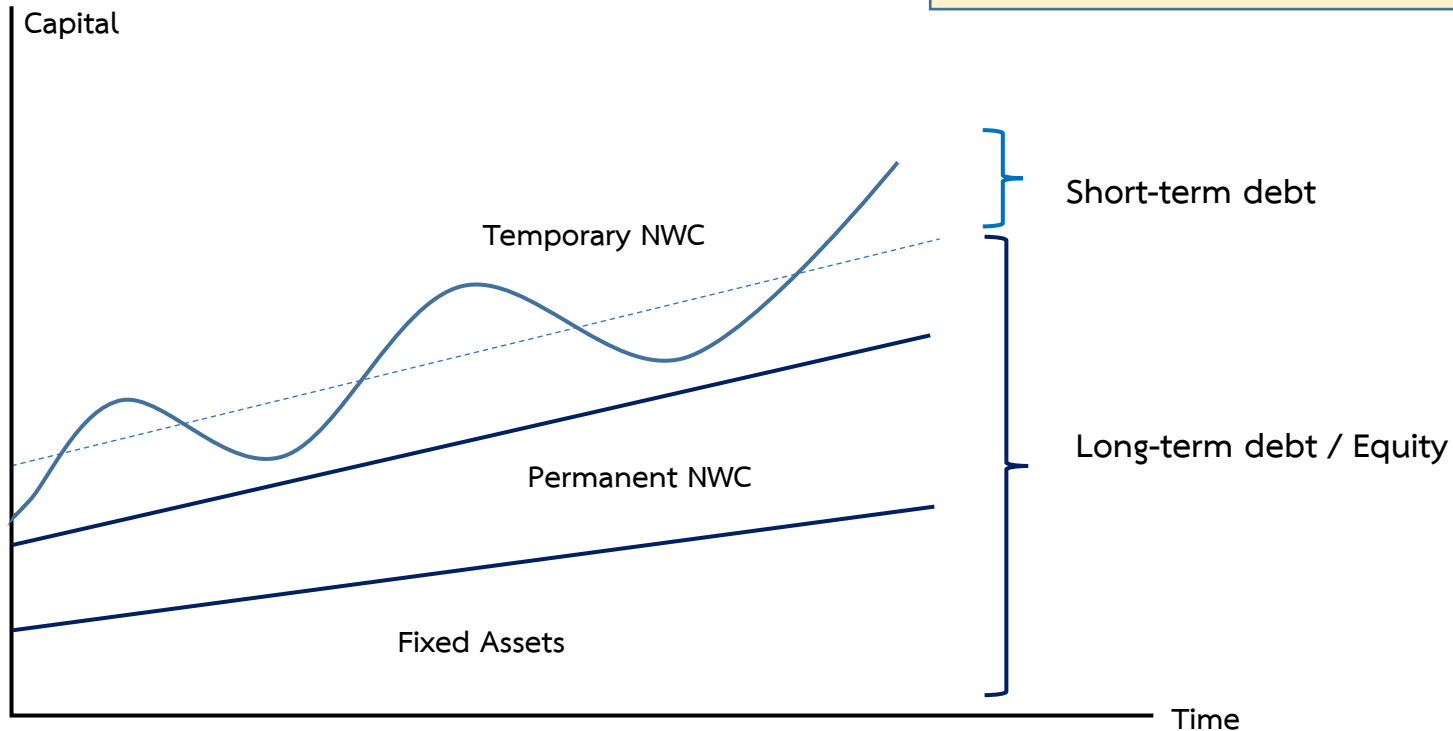 Capital
Short-term debt
Temporary NWC
Long-term debt / Equity
Permanent NWC
Fixed Assets
Time